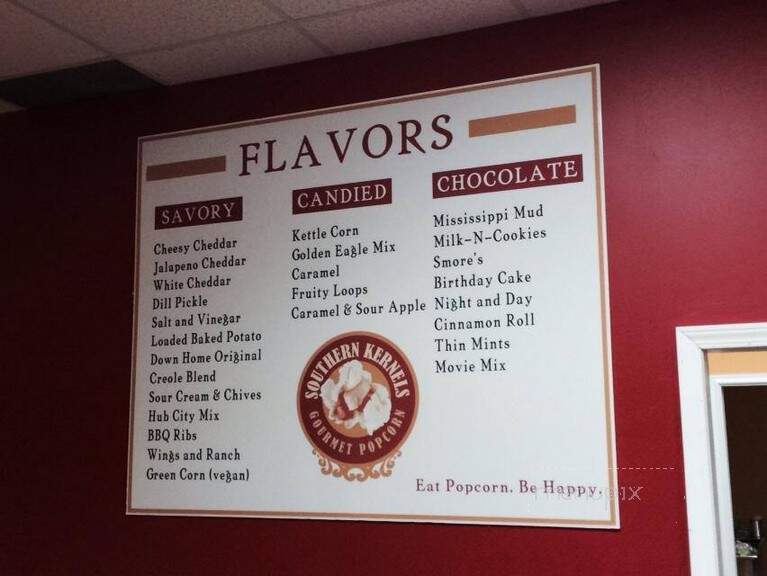 FLAVORS
SAVORY
Cheesy Cheddar
Jalapeno Cheddar
White Cheddar
Dill Pickle
Salt and Vinegar
Loaded Baked Potato
Down Home Original
Creole Blend
Sour Cream & Chives
Hub City Mix
BBQ Ribs
Wings and Ranch
Green Corn (vegan)
CANDIED
Kettle Corn
Golden Eagle Mix
Caramel
Fruity Loops
Caramel & Sour Apple
CHOCOLATE
Mississippi Mud
Milk-N-Cookies
Smore's
Birthday Cake
Night and Day
Cinnamon Roll
Thin Mints
Movie Mix
SOUTHERN KERNELS
GOURMET POPCORN
Eat Popcorn. Be Happy.